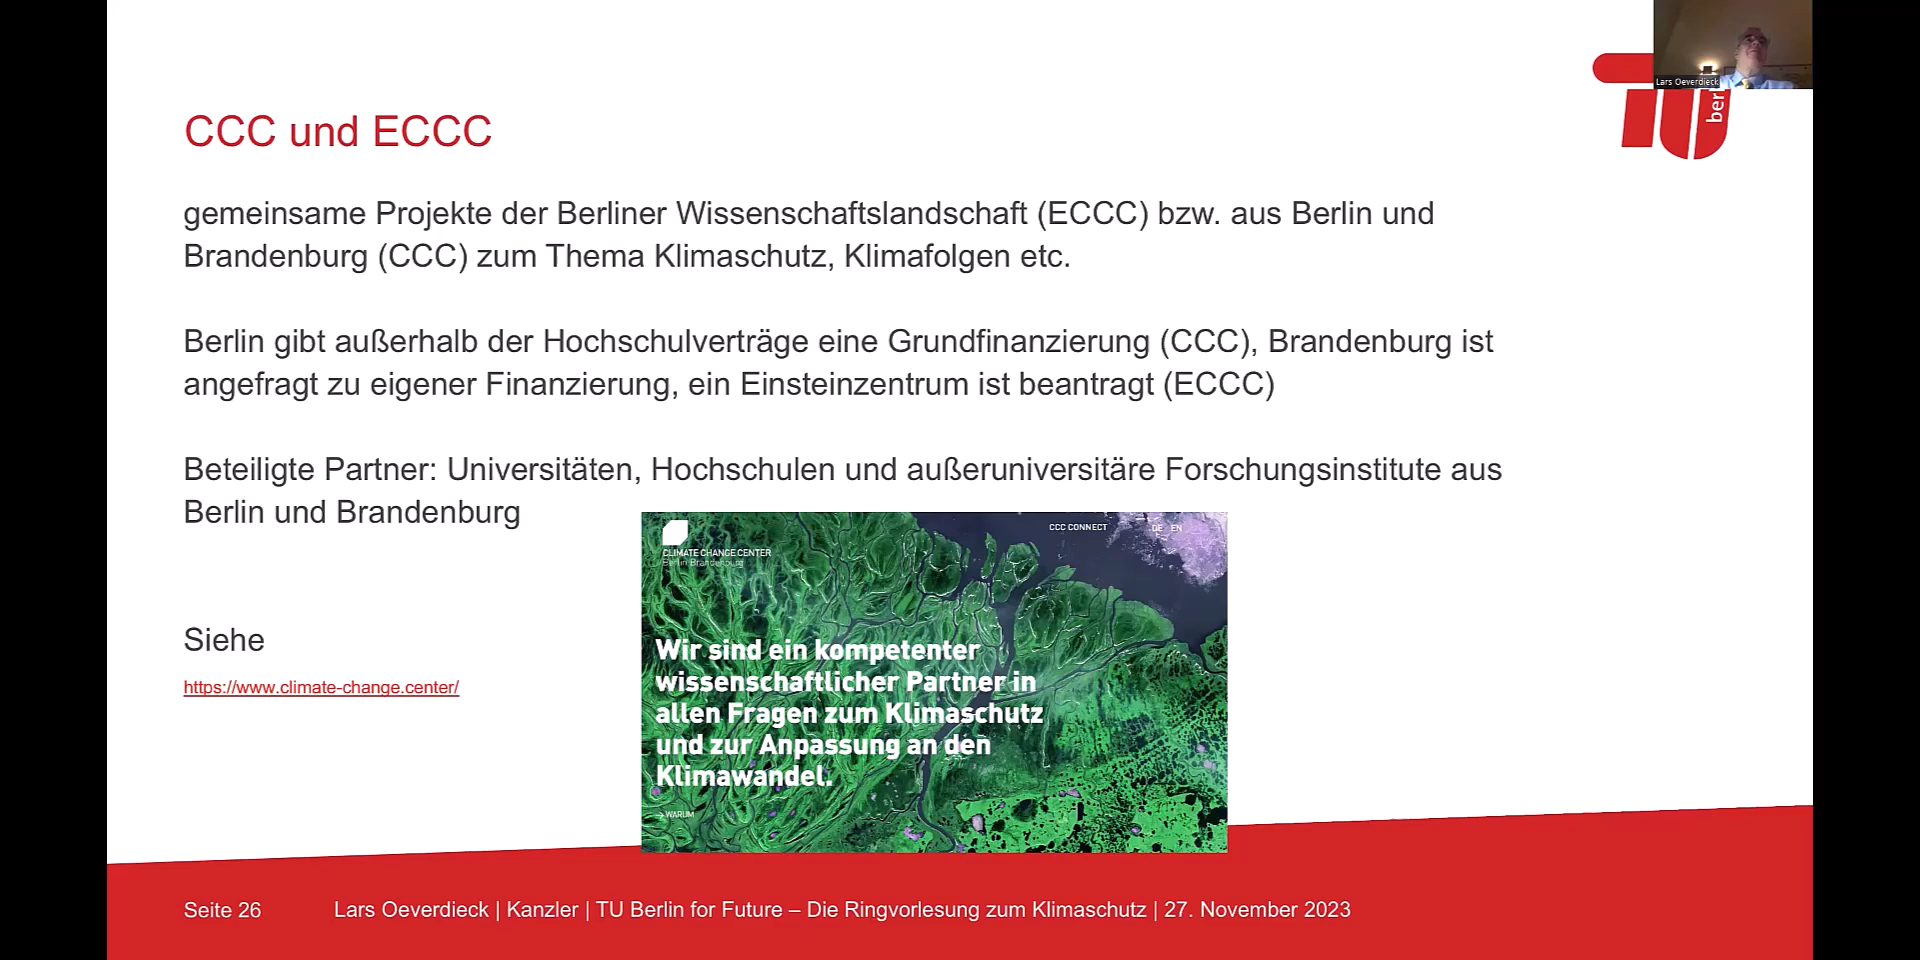 Lars Oeverdieck
berl
CCC und ECCC
gemeinsame Projekte der Berliner Wissenschaftslandschaft (ECCC) bzw. aus Berlin und
Brandenburg (CCC) zum Thema Klimaschutz, Klimafolgen etc.
Berlin gibt außerhalb der Hochschulverträge eine Grundfinanzierung (CCC), Brandenburg ist
angefragt zu eigener Finanzierung, ein Einsteinzentrum ist beantragt (ECCC)
Beteiligte Partner: Universitäten, Hochschulen und außeruniversitäre Forschungsinstitute aus
Berlin und Brandenburg
CCC CONNECT DE EN
CLIMATE CHANGE CENTER
Berlin Brandenburg
Wir sind ein kompetenter
wissenschaftlicher Partner in
allen Fragen zum Klimaschutz
und zur Anpassung an den
Klimawandel.
→ WARUM
Siehe
https://www.climate-change.center/
Seite 26 Lars Oeverdieck | Kanzler | TU Berlin for Future – Die Ringvorlesung zum Klimaschutz | 27. November 2023